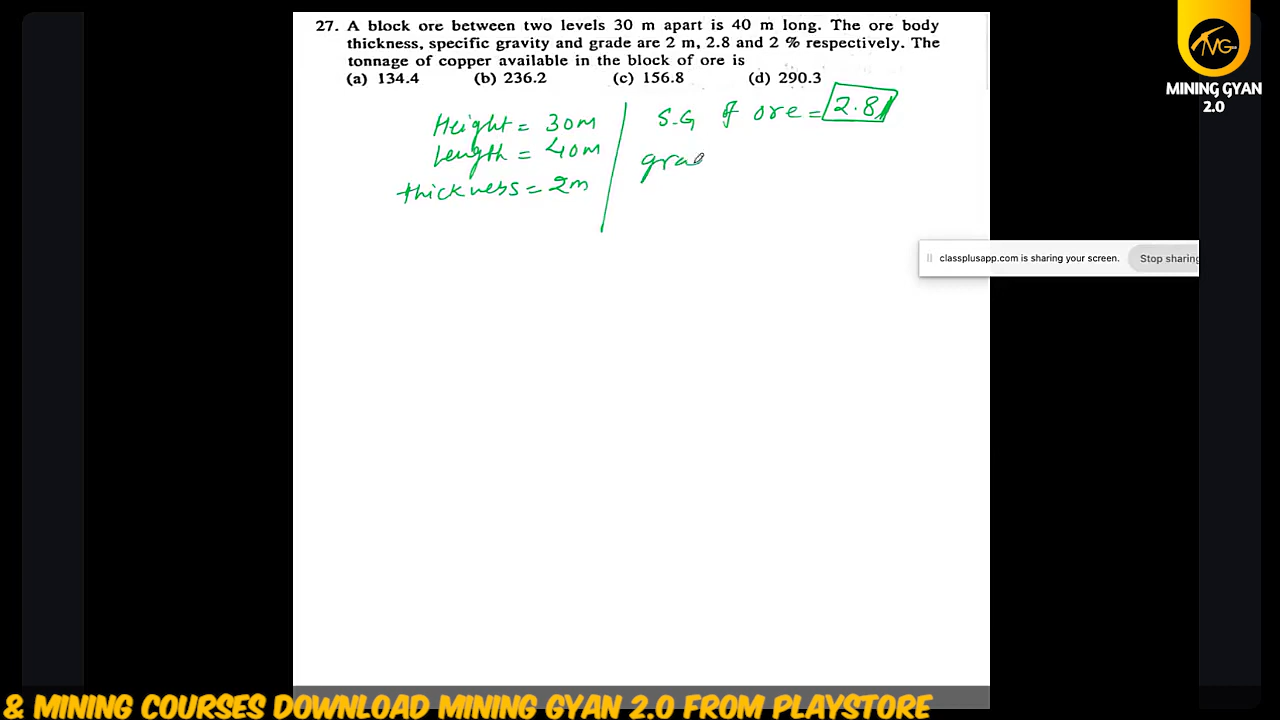 27. A block ore between two levels 30 m apart is 40 m long. The ore body
thickness, specific gravity and grade are 2 m, 2.8 and 2 % respectively. The
tonnage of copper available in the block of ore is
(a) 134.4 (b) 236.2 (c) 156.8 (d) 290.3
Height = 30m
length = 40m
thickness = 2m
S.G of ore = 2.8
gra
TVG
MINING GYAN
2.0
classplusapp.com is sharing your screen. Stop sharing
& MINING COURSES DOWNLOAD MINING GYAN 2.0 FROM PLAYSTORE